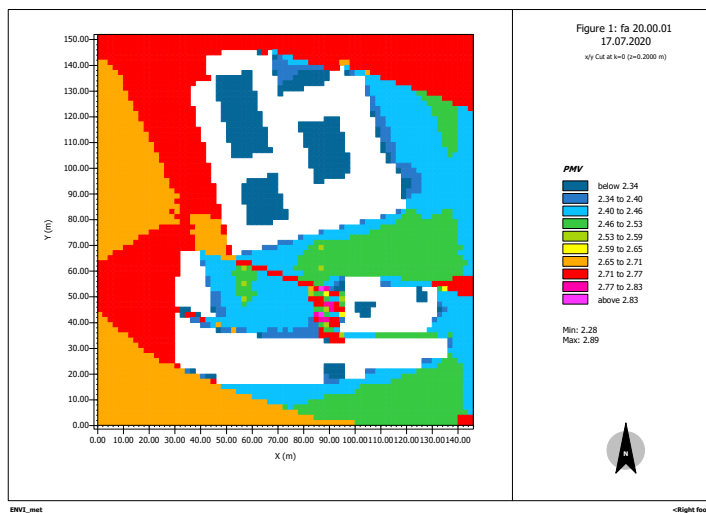 Figure 1: fa 20.00.01
17.07.2020
x/y Cut at k=0 (z=0.2000 m)
150.00
140.00
130.00
120.00
110.00
100.00
90.00
80.00
70.00
60.00
50.00
40.00
30.00
20.00
10.00
0.00
Y (m)
0.00 10.00 20.00 30.00 40.00 50.00 60.00 70.00 80.00 90.00 100.00 110.00 120.00 130.00 140.00
X (m)
PMV
below 2.34
2.34 to 2.40
2.40 to 2.46
2.46 to 2.53
2.53 to 2.59
2.59 to 2.65
2.65 to 2.71
2.71 to 2.77
2.77 to 2.83
above 2.83
Min: 2.28
Max: 2.89
N
ENVI_met
<Right foo